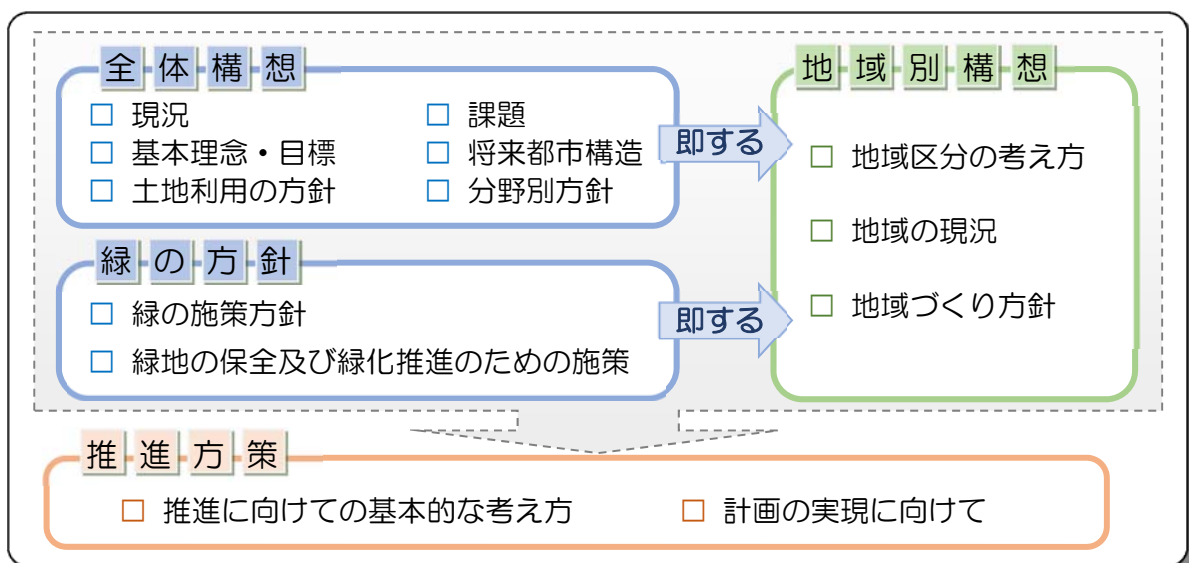 全体構想
□ 現況
□ 課題
□ 基本理念・目標
□ 将来都市構造
□ 土地利用の方針
□ 分野別方針
即する
緑の方針
□ 緑の施策方針
□ 緑地の保全及び緑化推進のための施策
即する
地域別構想
□ 地域区分の考え方
□ 地域の現況
□ 地域づくり方針
推進方策
□ 推進に向けての基本的な考え方
□ 計画の実現に向けて